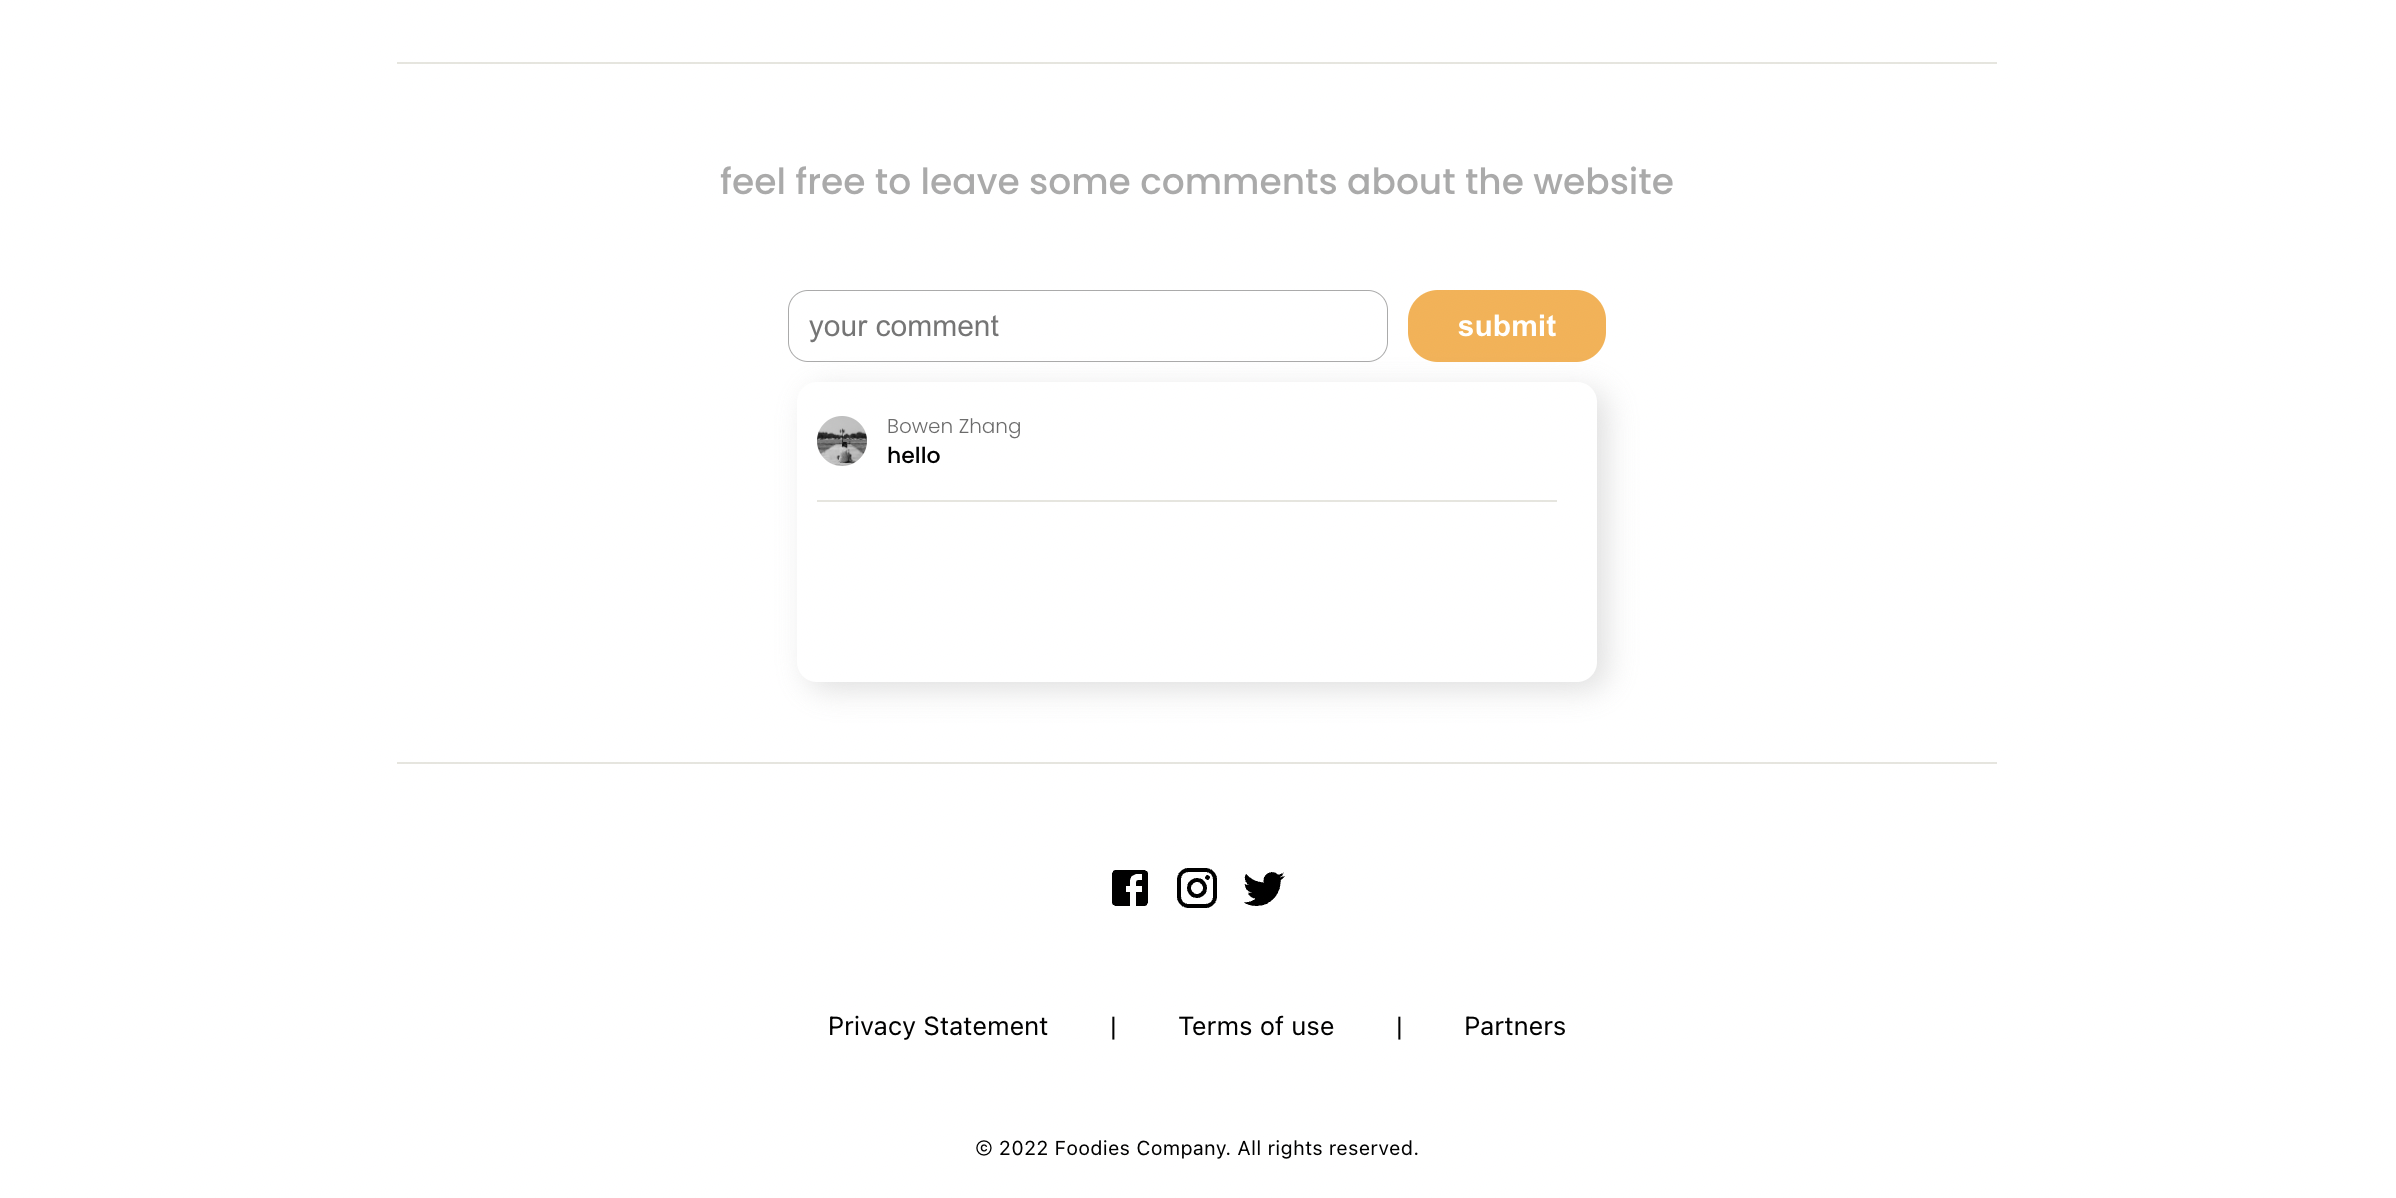 feel free to leave some comments about the website
your comment
submit
Bowen Zhang
hello
Privacy Statement | Terms of use | Partners
© 2022 Foodies Company. All rights reserved.